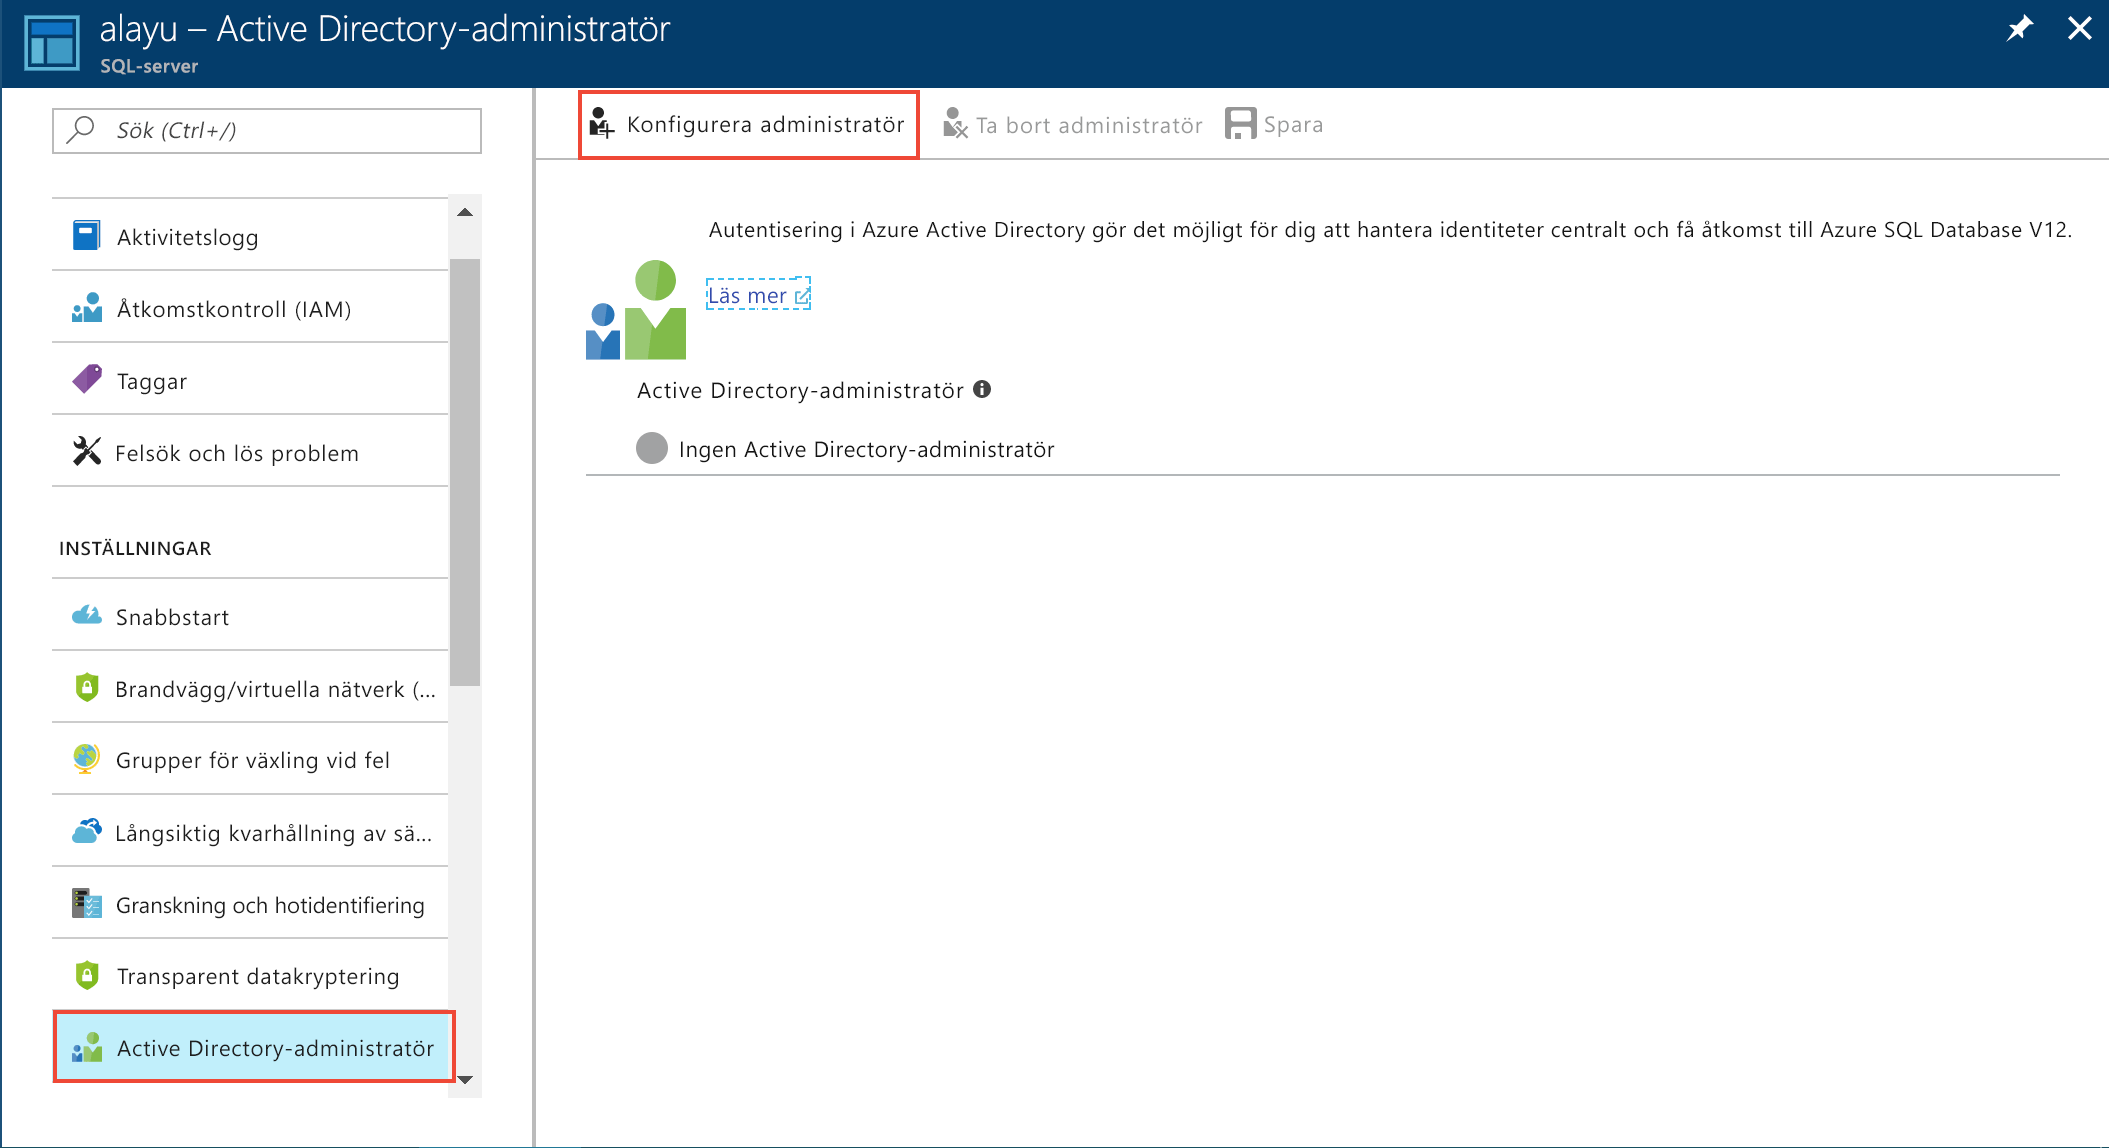 alayu – Active Directory-administratör
SQL-server
Sök (Ctrl+/)
Aktivitetslogg
Åtkomstkontroll (IAM)
Taggar
Felsök och lös problem
INSTÄLLNINGAR
Snabbstart
Brandvägg/virtuella nätverk (...
Grupper för växling vid fel
Långsiktig kvarhållning av sä...
Granskning och hotidentifiering
Transparent datakryptering
Active Directory-administratör
Konfigurera administratör
Ta bort administratör
Spara
Autentisering i Azure Active Directory gör det möjligt för dig att hantera identiteter centralt och få åtkomst till Azure SQL Database V12.
Läs mer
Active Directory-administratör
Ingen Active Directory-administratör